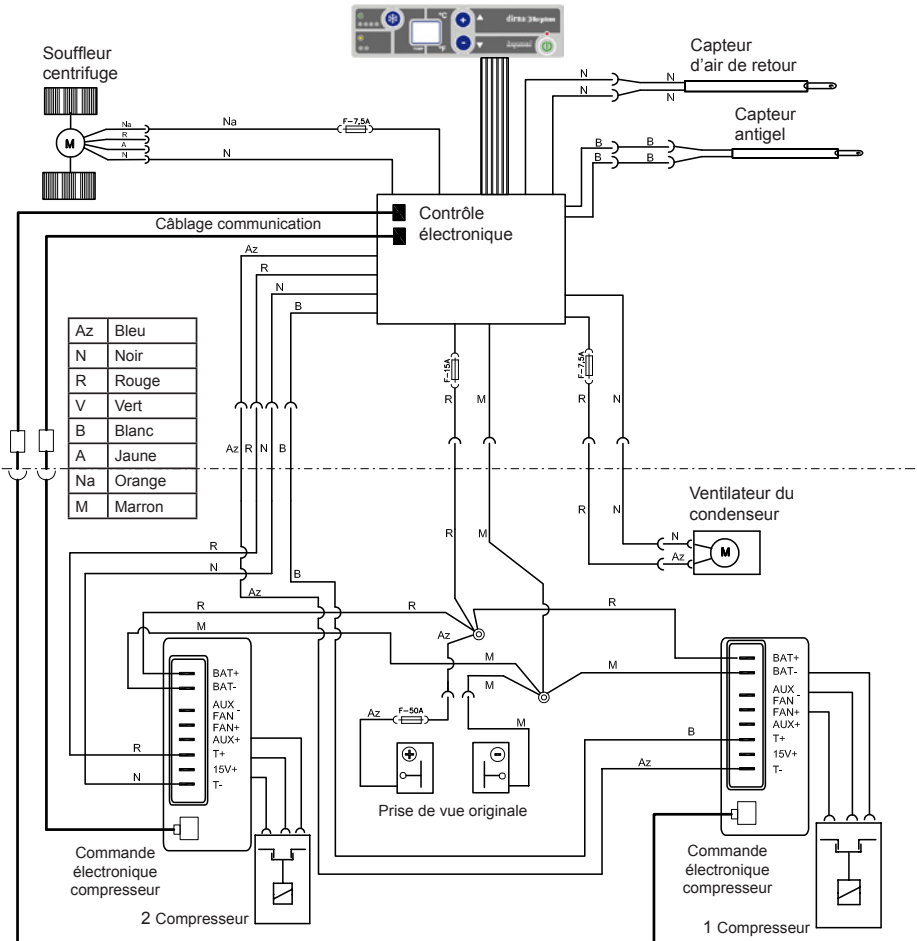 °C
°F
dirna Bycool
Souffleur
centrifuge
M
Na
R
A
N
Na
F-7,5A
N
Capteur
d'air de retour
N
N
N
N
Capteur
antigel
B
B
B
B
Câblage communication
Contrôle
électronique
Az
R
N
B
Az Bleu
N Noir
R Rouge
V Vert
B Blanc
A Jaune
Na Orange
M Marron
F-15A
R
M
F-7,5A
R
N
Az
R
N
B
R
M
R
N
Ventilateur du
condenseur
N
Az
M
R
N
B
Az
R
R
R
M
Az
M
M
M
BAT+
BAT-
AUX -
FAN
FAN+
AUX+
T+
15V+
T-
R
N
Az
F-50A
M
Prise de vue originale
B
Az
BAT+
BAT-
AUX -
FAN
FAN+
AUX+
T+
15V+
T-
Commande
électronique
compresseur
2 Compresseur
Commande
électronique
compresseur
1 Compresseur